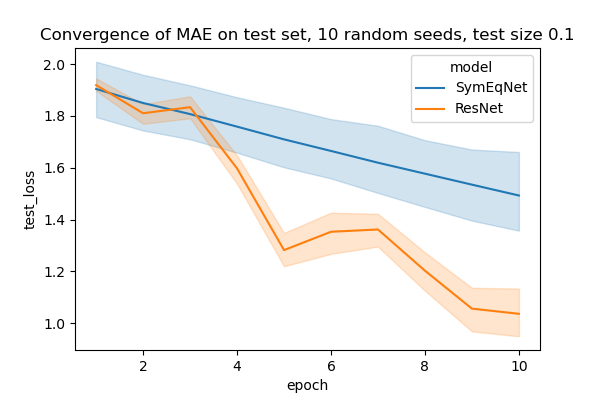 Convergence of MAE on test set, 10 random seeds, test size 0.1
model
SymEqNet
ResNet
test_loss
2.0
1.8
1.6
1.4
1.2
1.0
2 4 6 8 10
epoch